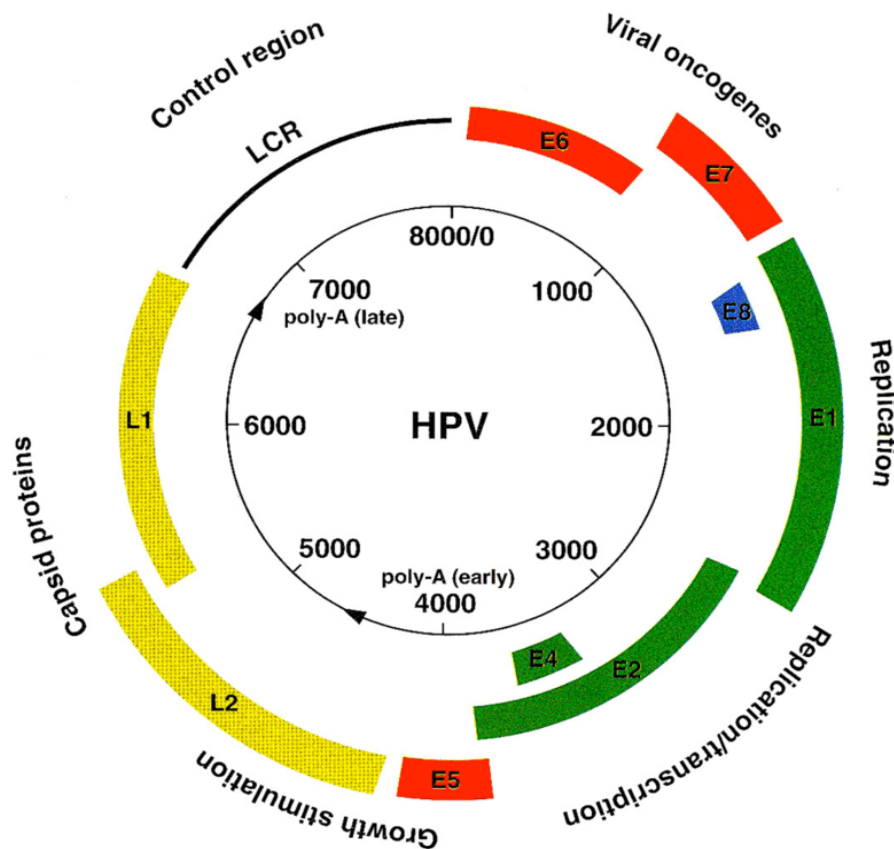 Control region
Viral oncogenes
LCR
E6
E7
8000/0
7000
1000
poly-A (late)
E8
Replication
L1
6000
HPV
2000
E1
Capsid proteins
5000
3000
poly-A (early)
4000
E4
E2
Replication/transcription
L2
E5
Growth stimulation